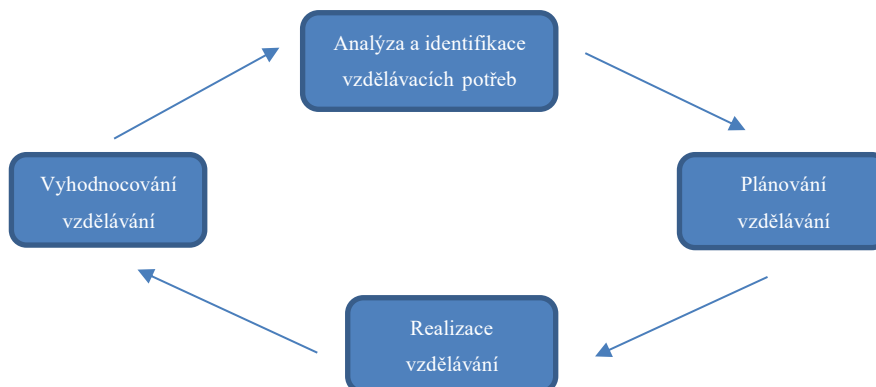 Analýza a identifikace
vzdělávacích potřeb
Vyhodnocování
vzdělávání
Plánování
vzdělávání
Realizace
vzdělávání